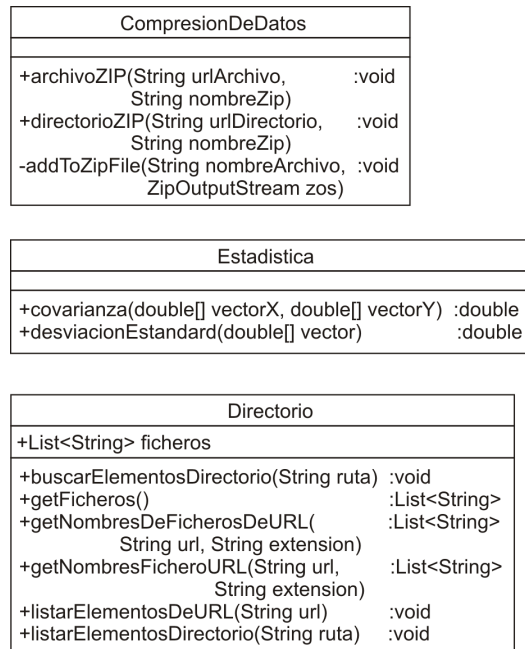 CompresionDeDatos
+archivoZIP(String urlArchivo, :void
String nombreZip)
+directorioZIP(String urlDirectorio, :void
String nombreZip)
-addToZipFile(String nombreArchivo, :void
ZipOutputStream zos)
Estadistica
+covarianza(double[] vectorX, double[] vectorY) :double
+desviacionEstandard(double[] vector) :double
Directorio
+List<String> ficheros
+buscarElementosDirectorio(String ruta) :void
+getFicheros() :List<String>
+getNombresDeFicherosDeURL( :List<String>
String url, String extension)
+getNombresFicheroURL(String url, :List<String>
String extension)
+listarElementosDeURL(String url) :void
+listarElementosDirectorio(String ruta) :void